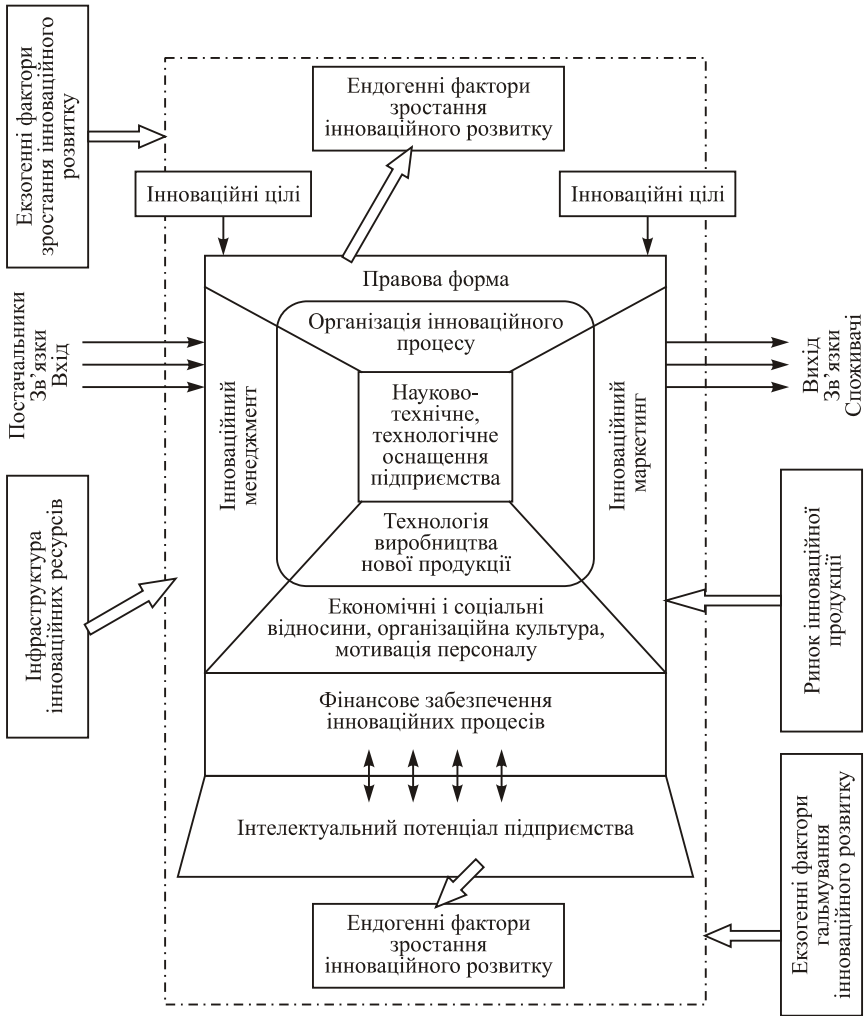 Екзогенні фактори
зростання інноваційного
розвитку
Ендогенні фактори
зростання
інноваційного розвитку
Інноваційні цілі
Інноваційні цілі
Правова форма
Постачальники
Зв’язки
Вхід
Організація інноваційного
процесу
Вихід
Зв’язки
Споживачі
Інноваційний
менеджмент
Науково-
технічне,
технологічне
оснащення
підприємства
Інноваційний
маркетинг
Технологія
виробництва
нової продукції
Інфраструктура
інноваційних ресурсів
Ринок інноваційної
продукції
Економічні і соціальні
відносини, організаційна культура,
мотивація персоналу
Фінансове забезпечення
інноваційних процесів
Інтелектуальний потенціал підприємства
Екзогенні фактори
гальмування
інноваційного розвитку
Ендогенні фактори
зростання
інноваційного розвитку